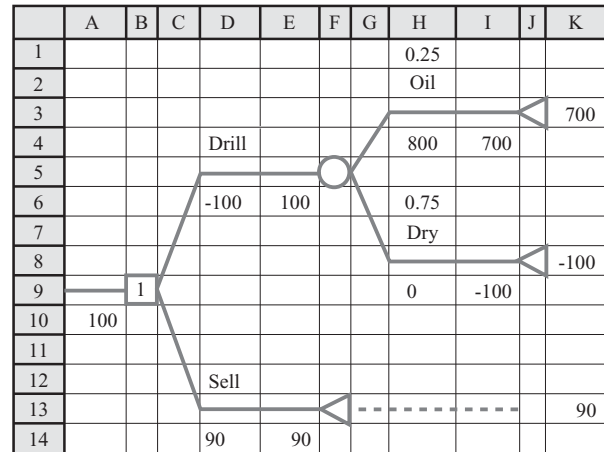 A B C D E F G H I J K
1 0.25
2 Oil
3 700
4 Drill 800 700
5
6 -100 100 0.75
7 Dry
8 -100
9 1 0 -100
10 100
11
12 Sell
13 90
14 90 90